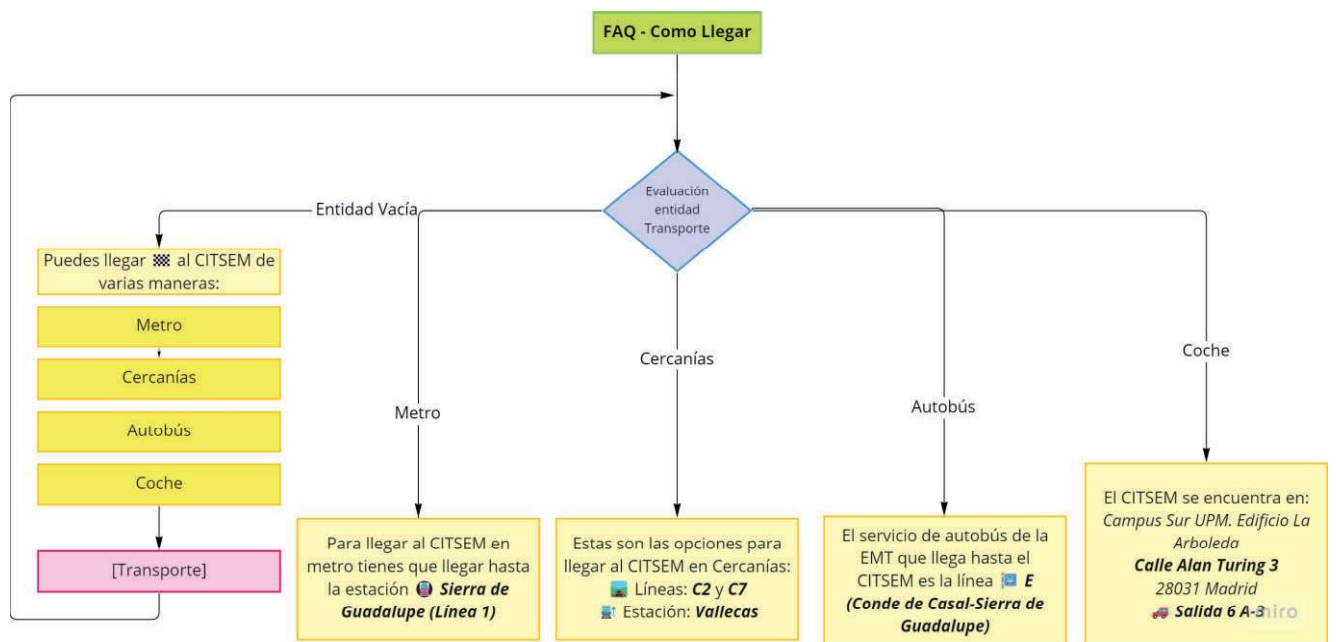 FAQ - Como Llegar
Evaluación
entidad
Transporte
Entidad Vacía
Puedes llegar 🏁 al CITSEM de
varias maneras:
Metro
Cercanías
Autobús
Coche
[Transporte]
Metro
Para llegar al CITSEM en
metro tienes que llegar hasta
la estación 🚇 Sierra de
Guadalupe (Línea 1)
Cercanías
Estas son las opciones para
llegar al CITSEM en Cercanías:
🛤️ Líneas: C2 y C7
🚉 Estación: Vallecas
Autobús
El servicio de autobús de la
EMT que llega hasta el
CITSEM es la línea 🚏 E
(Conde de Casal-Sierra de
Guadalupe)
Coche
El CITSEM se encuentra en:
Campus Sur UPM. Edificio La
Arboleda
Calle Alan Turing 3
28031 Madrid
🚗 Salida 6 A-3
miro